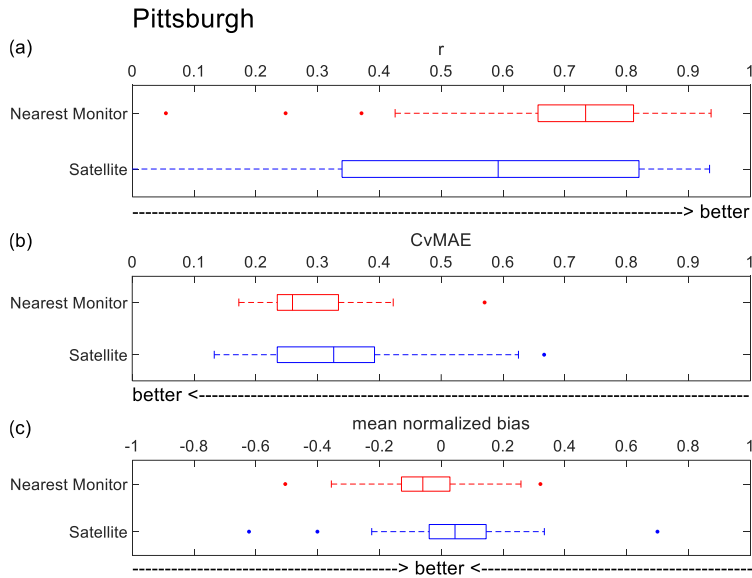 Pittsburgh
(a)
r
0 0.1 0.2 0.3 0.4 0.5 0.6 0.7 0.8 0.9 1
Nearest Monitor
Satellite
> better
(b)
CvMAE
0 0.1 0.2 0.3 0.4 0.5 0.6 0.7 0.8 0.9 1
Nearest Monitor
Satellite
better <
(c)
mean normalized bias
-1 -0.8 -0.6 -0.4 -0.2 0 0.2 0.4 0.6 0.8 1
Nearest Monitor
Satellite
> better <